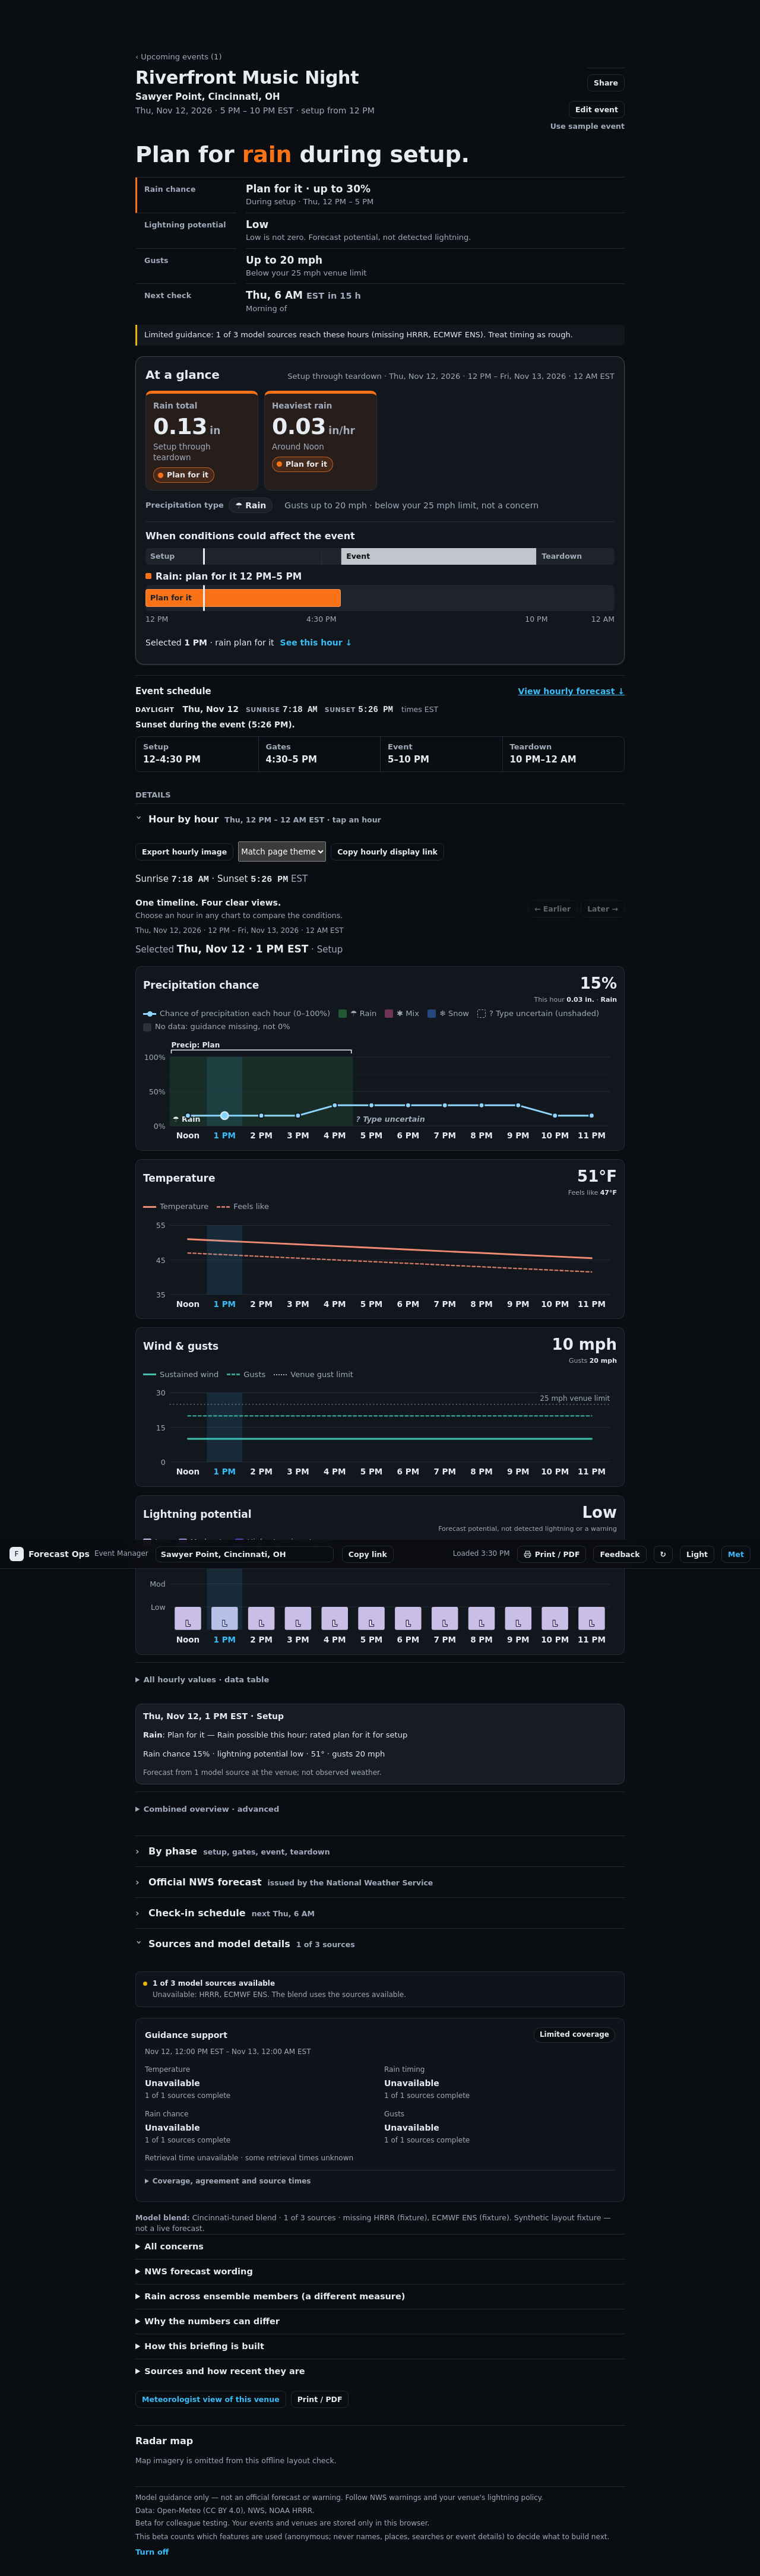 ‹ Upcoming events (1)
Riverfront Music Night
Sawyer Point, Cincinnati, OH
Thu, Nov 12, 2026 · 5 PM – 10 PM EST · setup from 12 PM
Share
Edit event
Use sample event
Plan for rain during setup.
Rain chance
Plan for it · up to 30%
During setup · Thu, 12 PM – 5 PM
Lightning potential
Low
Low is not zero. Forecast potential, not detected lightning.
Gusts
Up to 20 mph
Below your 25 mph venue limit
Next check
Thu, 6 AM EST in 15 h
Morning of
Limited guidance: 1 of 3 model sources reach these hours (missing HRRR, ECMWF ENS). Treat timing as rough.
At a glance
Setup through teardown · Thu, Nov 12, 2026 · 12 PM – Fri, Nov 13, 2026 · 12 AM EST
Rain total
0.13 in
Setup through
teardown
Plan for it
Heaviest rain
0.03 in/hr
Around Noon
Plan for it
Precipitation type ☂ Rain Gusts up to 20 mph · below your 25 mph limit, not a concern
When conditions could affect the event
Setup Event Teardown
Rain: plan for it 12 PM–5 PM
Plan for it
12 PM 4:30 PM 10 PM 12 AM
Selected 1 PM · rain plan for it See this hour ↓
Event schedule
View hourly forecast ↓
DAYLIGHT Thu, Nov 12 SUNRISE 7:18 AM SUNSET 5:26 PM times EST
Sunset during the event (5:26 PM).
Setup
12–4:30 PM
Gates
4:30–5 PM
Event
5–10 PM
Teardown
10 PM–12 AM
DETAILS
Hour by hour Thu, 12 PM – 12 AM EST · tap an hour
Export hourly image Match page theme Copy hourly display link
Sunrise 7:18 AM · Sunset 5:26 PM EST
One timeline. Four clear views.
Choose an hour in any chart to compare the conditions.
← Earlier Later →
Thu, Nov 12, 2026 · 12 PM – Fri, Nov 13, 2026 · 12 AM EST
Selected Thu, Nov 12 · 1 PM EST · Setup
Precipitation chance
15%
This hour 0.03 in. · Rain
Chance of precipitation each hour (0–100%) ☂ Rain ✱ Mix ❄ Snow ? Type uncertain (unshaded)
No data: guidance missing, not 0%
Precip: Plan
100%
50%
0%
☂ Rain
? Type uncertain
Noon 1 PM 2 PM 3 PM 4 PM 5 PM 6 PM 7 PM 8 PM 9 PM 10 PM 11 PM
Temperature
51°F
Feels like 47°F
Temperature Feels like
55
45
35
Noon 1 PM 2 PM 3 PM 4 PM 5 PM 6 PM 7 PM 8 PM 9 PM 10 PM 11 PM
Wind & gusts
10 mph
Gusts 20 mph
Sustained wind Gusts Venue gust limit
30
25 mph venue limit
15
0
Noon 1 PM 2 PM 3 PM 4 PM 5 PM 6 PM 7 PM 8 PM 9 PM 10 PM 11 PM
Lightning potential
Low
Forecast potential, not detected lightning or a warning
F Forecast Ops Event Manager Sawyer Point, Cincinnati, OH Copy link Loaded 3:30 PM Print / PDF Feedback ↻ Light Met
Mod
Low
L L L L L L L L L L L L
Noon 1 PM 2 PM 3 PM 4 PM 5 PM 6 PM 7 PM 8 PM 9 PM 10 PM 11 PM
▸ All hourly values · data table
Thu, Nov 12, 1 PM EST · Setup
Rain: Plan for it — Rain possible this hour; rated plan for it for setup
Rain chance 15% · lightning potential low · 51° · gusts 20 mph
Forecast from 1 model source at the venue; not observed weather.
▸ Combined overview · advanced
› By phase setup, gates, event, teardown
› Official NWS forecast issued by the National Weather Service
› Check-in schedule next Thu, 6 AM
Sources and model details 1 of 3 sources
1 of 3 model sources available
Unavailable: HRRR, ECMWF ENS. The blend uses the sources available.
Guidance support
Limited coverage
Nov 12, 12:00 PM EST – Nov 13, 12:00 AM EST
Temperature
Unavailable
1 of 1 sources complete
Rain timing
Unavailable
1 of 1 sources complete
Rain chance
Unavailable
1 of 1 sources complete
Gusts
Unavailable
1 of 1 sources complete
Retrieval time unavailable · some retrieval times unknown
▸ Coverage, agreement and source times
Model blend: Cincinnati-tuned blend · 1 of 3 sources · missing HRRR (fixture), ECMWF ENS (fixture). Synthetic layout fixture —
not a live forecast.
▸ All concerns
▸ NWS forecast wording
▸ Rain across ensemble members (a different measure)
▸ Why the numbers can differ
▸ How this briefing is built
▸ Sources and how recent they are
Meteorologist view of this venue Print / PDF
Radar map
Map imagery is omitted from this offline layout check.
Model guidance only — not an official forecast or warning. Follow NWS warnings and your venue's lightning policy.
Data: Open-Meteo (CC BY 4.0), NWS, NOAA HRRR.
Beta for colleague testing. Your events and venues are stored only in this browser.
This beta counts which features are used (anonymous; never names, places, searches or event details) to decide what to build next.
Turn off